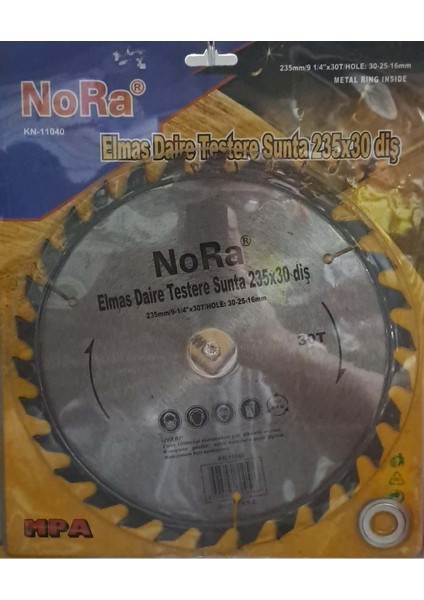 235mm/9 1/4"x30T/HOLE: 30-25-16mm
METAL RING INSIDE
NoRa®
KN-11040
Elmas Daire Testere Sunta 235x30 diş
NoRa®
Elmas Daire Testere Sunta 235x30 diş
235mm/9-1/4"x30T/HOLE: 30-25-16mm
30T
MPA